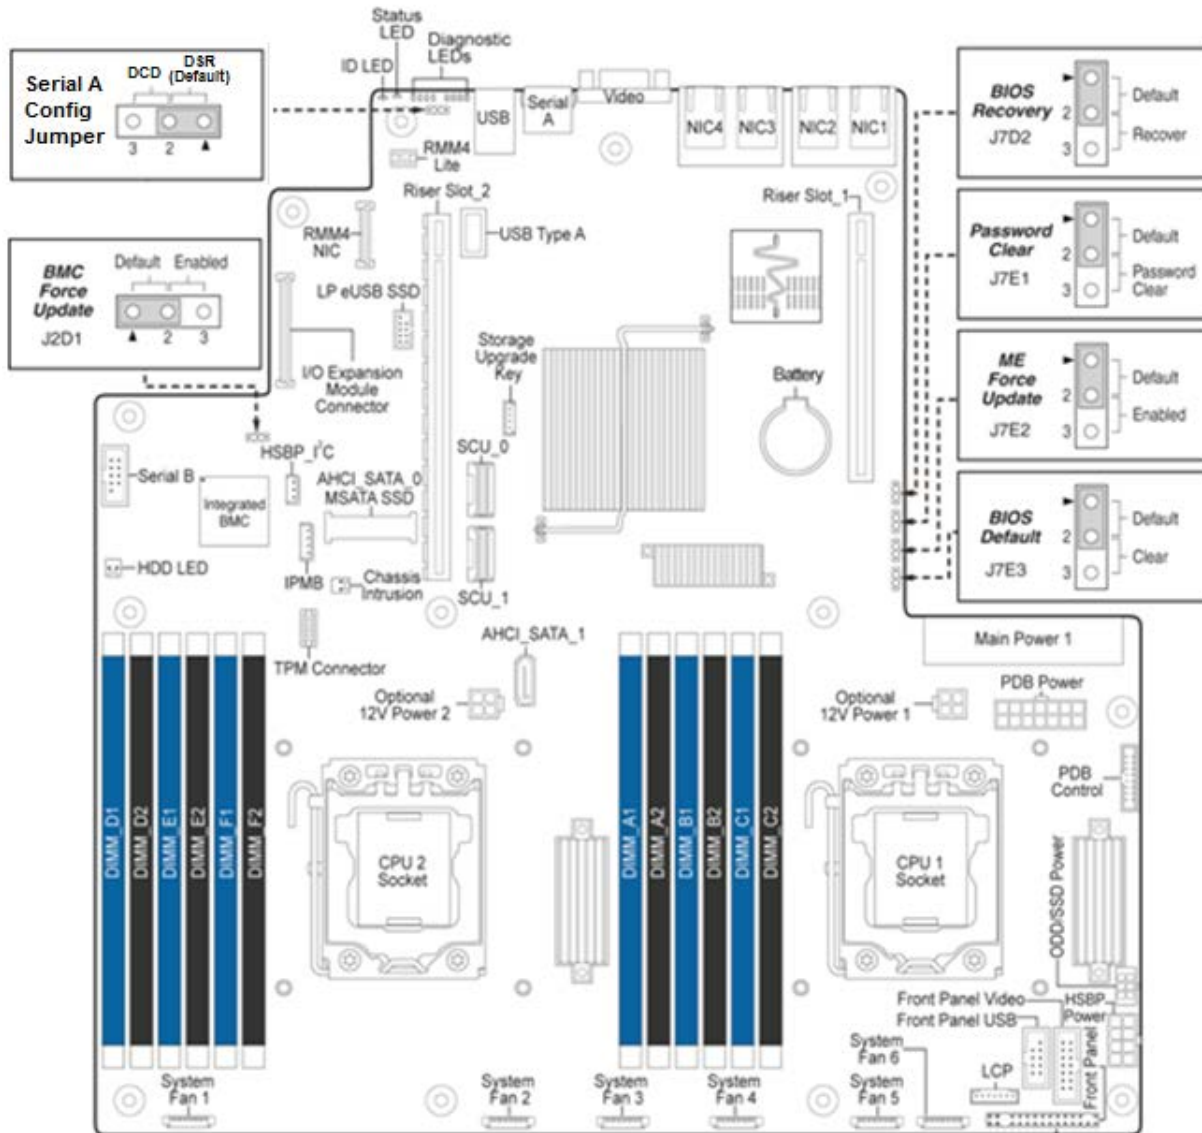 Status
LED
Diagnostic
LEDs
ID LED
Serial A
Config
Jumper
DCD
DSR
(Default)
3 2
USB
Serial
A
Video
NIC4
NIC3
NIC2
NIC1
RMM4
Lite
BIOS
Recovery
J7D2
2
3
Default
Recover
Riser Slot_2
Riser Slot_1
RMM4
NIC
USB Type A
Password
Clear
J7E1
2
3
Default
Password
Clear
BMC
Force
Update
J2D1
Default
Enabled
2 3
LP eUSB SSD
Storage
Upgrade
Key
I/O Expansion
Module
Connector
Battery
ME
Force
Update
J7E2
2
3
Default
Enabled
HSBP_I²C
SCU_0
Serial B
Integrated
BMC
AHCI_SATA_0
MSATA SSD
BIOS
Default
J7E3
2
3
Default
Clear
HDD LED
IPMB
Chassis
Intrusion
SCU_1
TPM Connector
AHCI_SATA_1
Main Power 1
Optional
12V Power 2
Optional
12V Power 1
PDB Power
PDB
Control
DIMM_D1
DIMM_D2
DIMM_E1
DIMM_E2
DIMM_F1
DIMM_F2
CPU 2
Socket
DIMM_A1
DIMM_A2
DIMM_B1
DIMM_B2
DIMM_C1
DIMM_C2
CPU 1
Socket
ODD/SSD Power
Front Panel Video
Front Panel USB
HSBP
Power
System
Fan 6
LCP
Front Panel
System
Fan 1
System
Fan 2
System
Fan 3
System
Fan 4
System
Fan 5